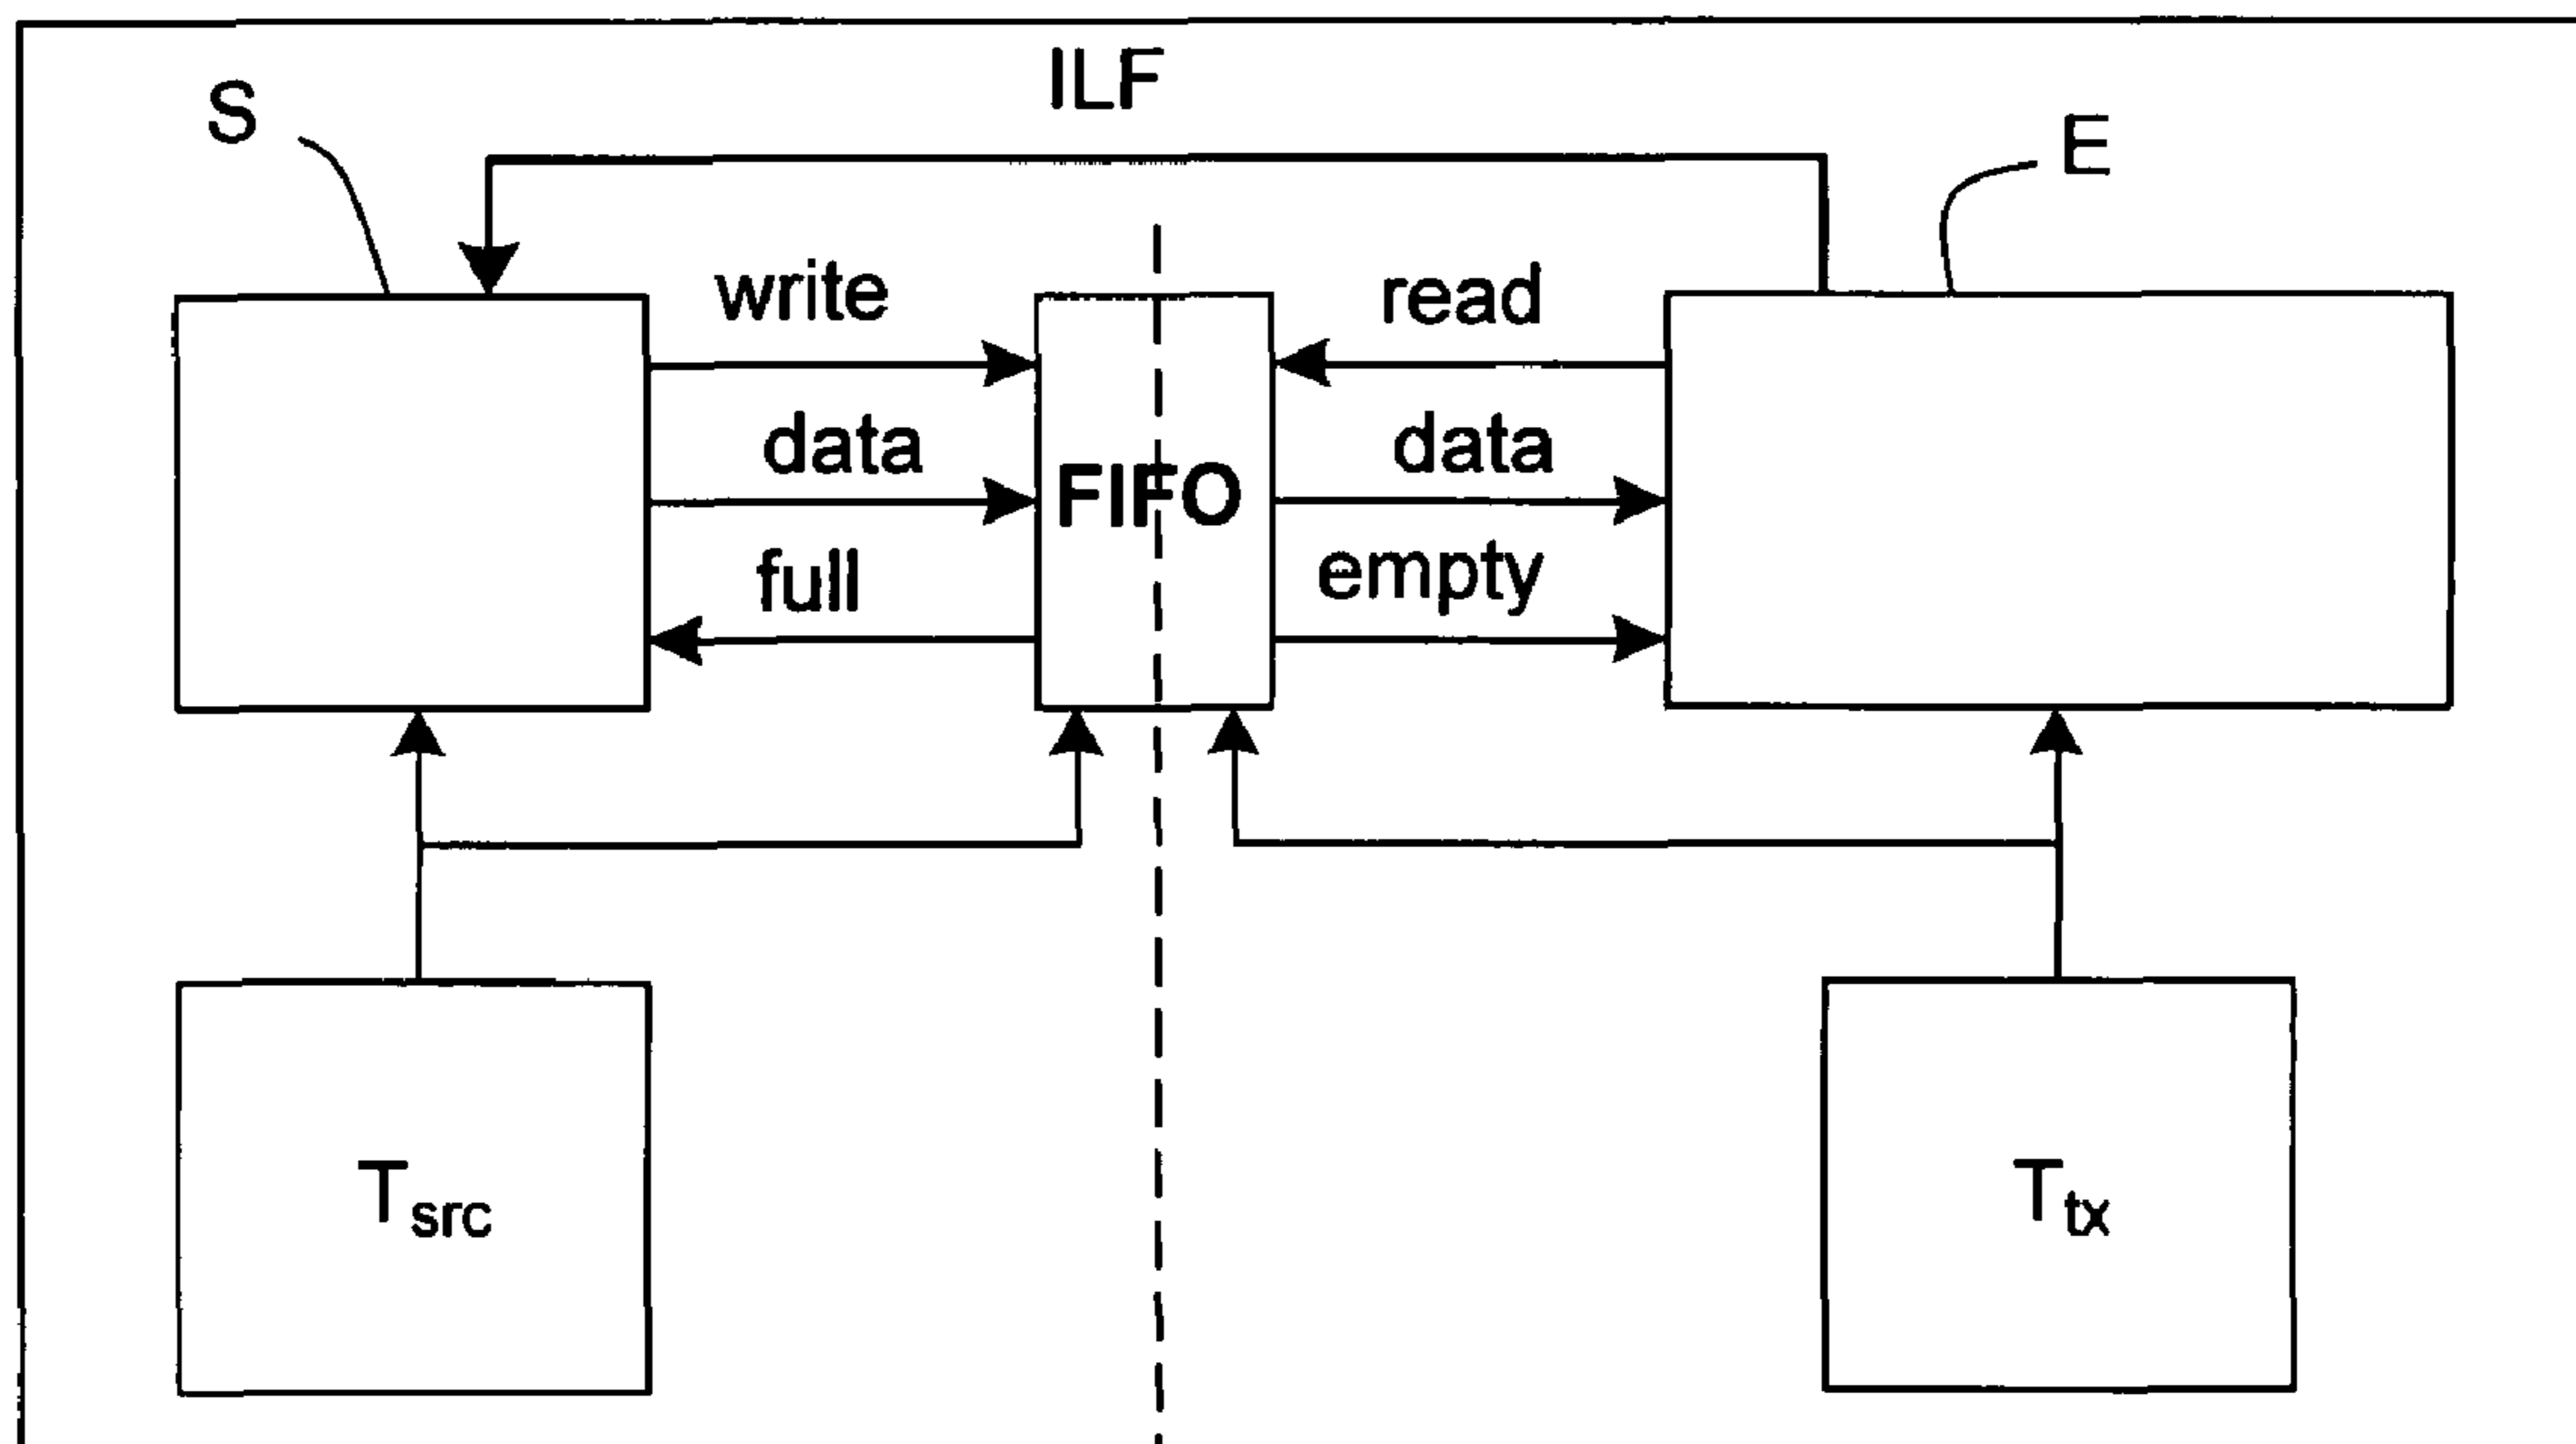 ILF
S
E
write
read
data
data
FIFO
full
empty
Tsrc
Ttx